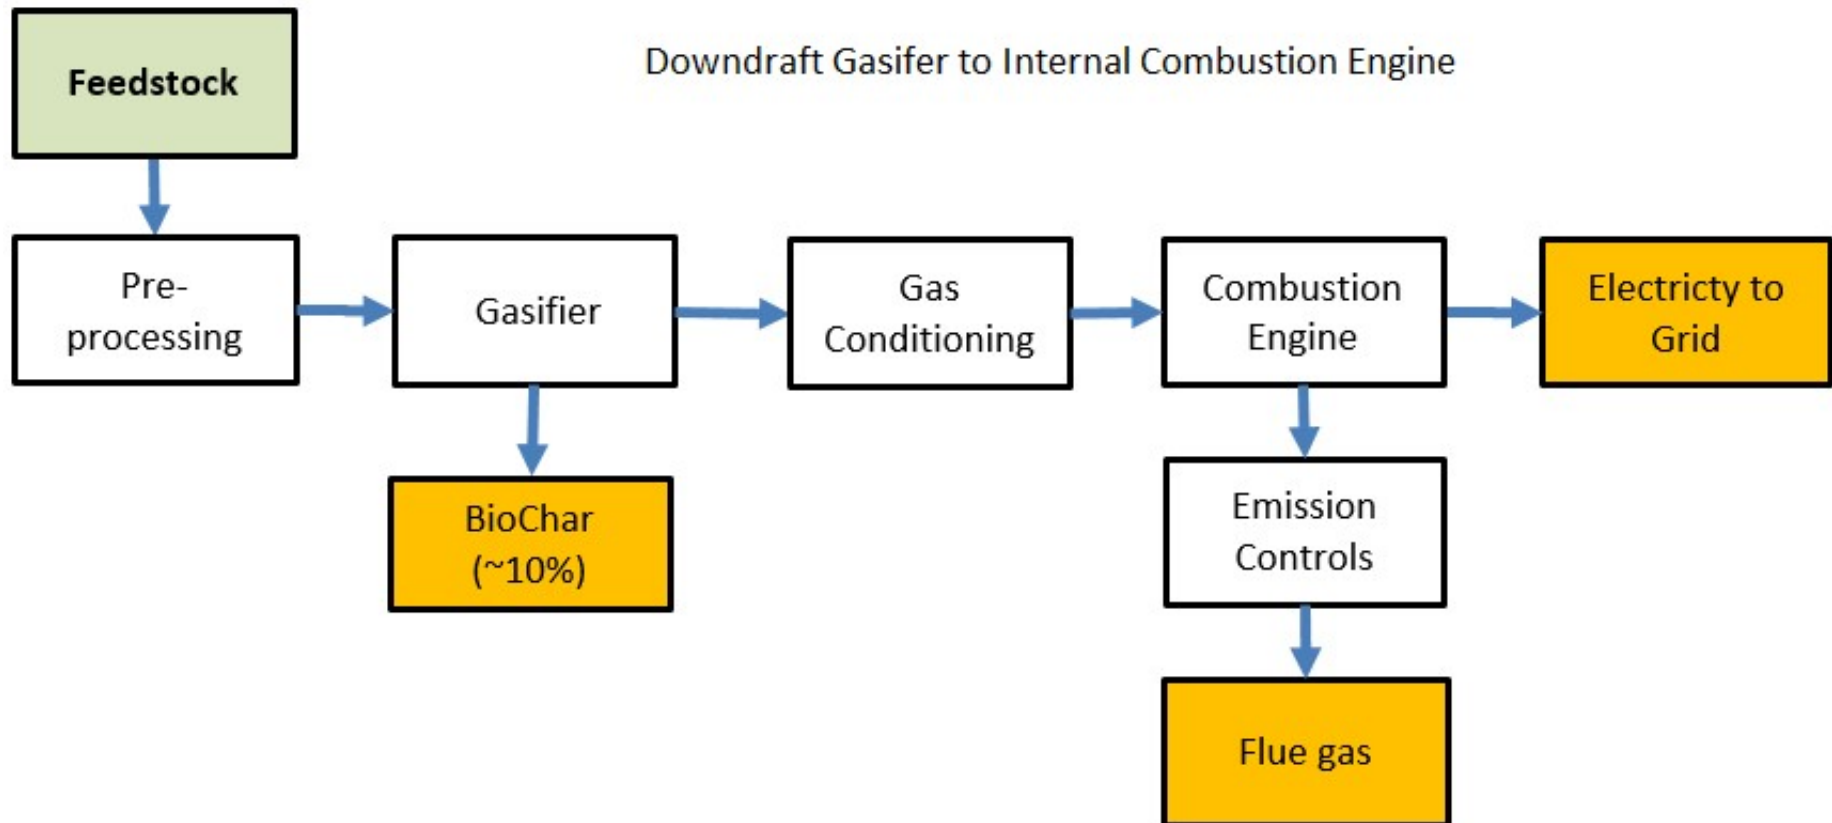 Feedstock
Downdraft Gasifer to Internal Combustion Engine
Pre-
processing
Gasifier
Gas
Conditioning
Combustion
Engine
Electricty to
Grid
BioChar
(~10%)
Emission
Controls
Flue gas